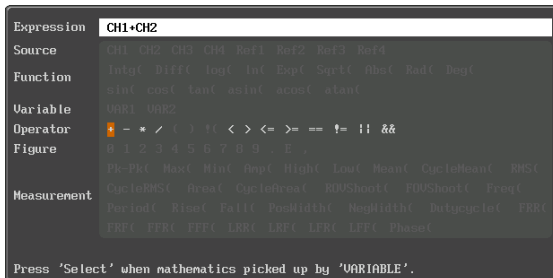 Expression CH1+CH2
Source CH1 CH2 CH3 CH4 Ref1 Ref2 Ref3 Ref4
Function Intg( Diff( log( ln( Exp( Sqrt( Abs( Rad( Deg(
sin( cos( tan( asin( acos( atan(
Variable VAR1 VAR2
Operator + - * / ( ) !( < > <= >= == != || &&
Figure 0 1 2 3 4 5 6 7 8 9 . E ,
Measurement Pk-Pk( Max( Min( Amp( High( Low( Mean( CycleMean( RMS(
CycleRMS( Area( CycleArea( ROVShoot( FOVShoot( Freq(
Period( Rise( Fall( PosWidth( NegWidth( Dutycycle( FRR(
FRF( FFR( FFF( LRR( LRF( LFR( LFF( Phase(
Press 'Select' when mathematics picked up by 'VARIABLE'.